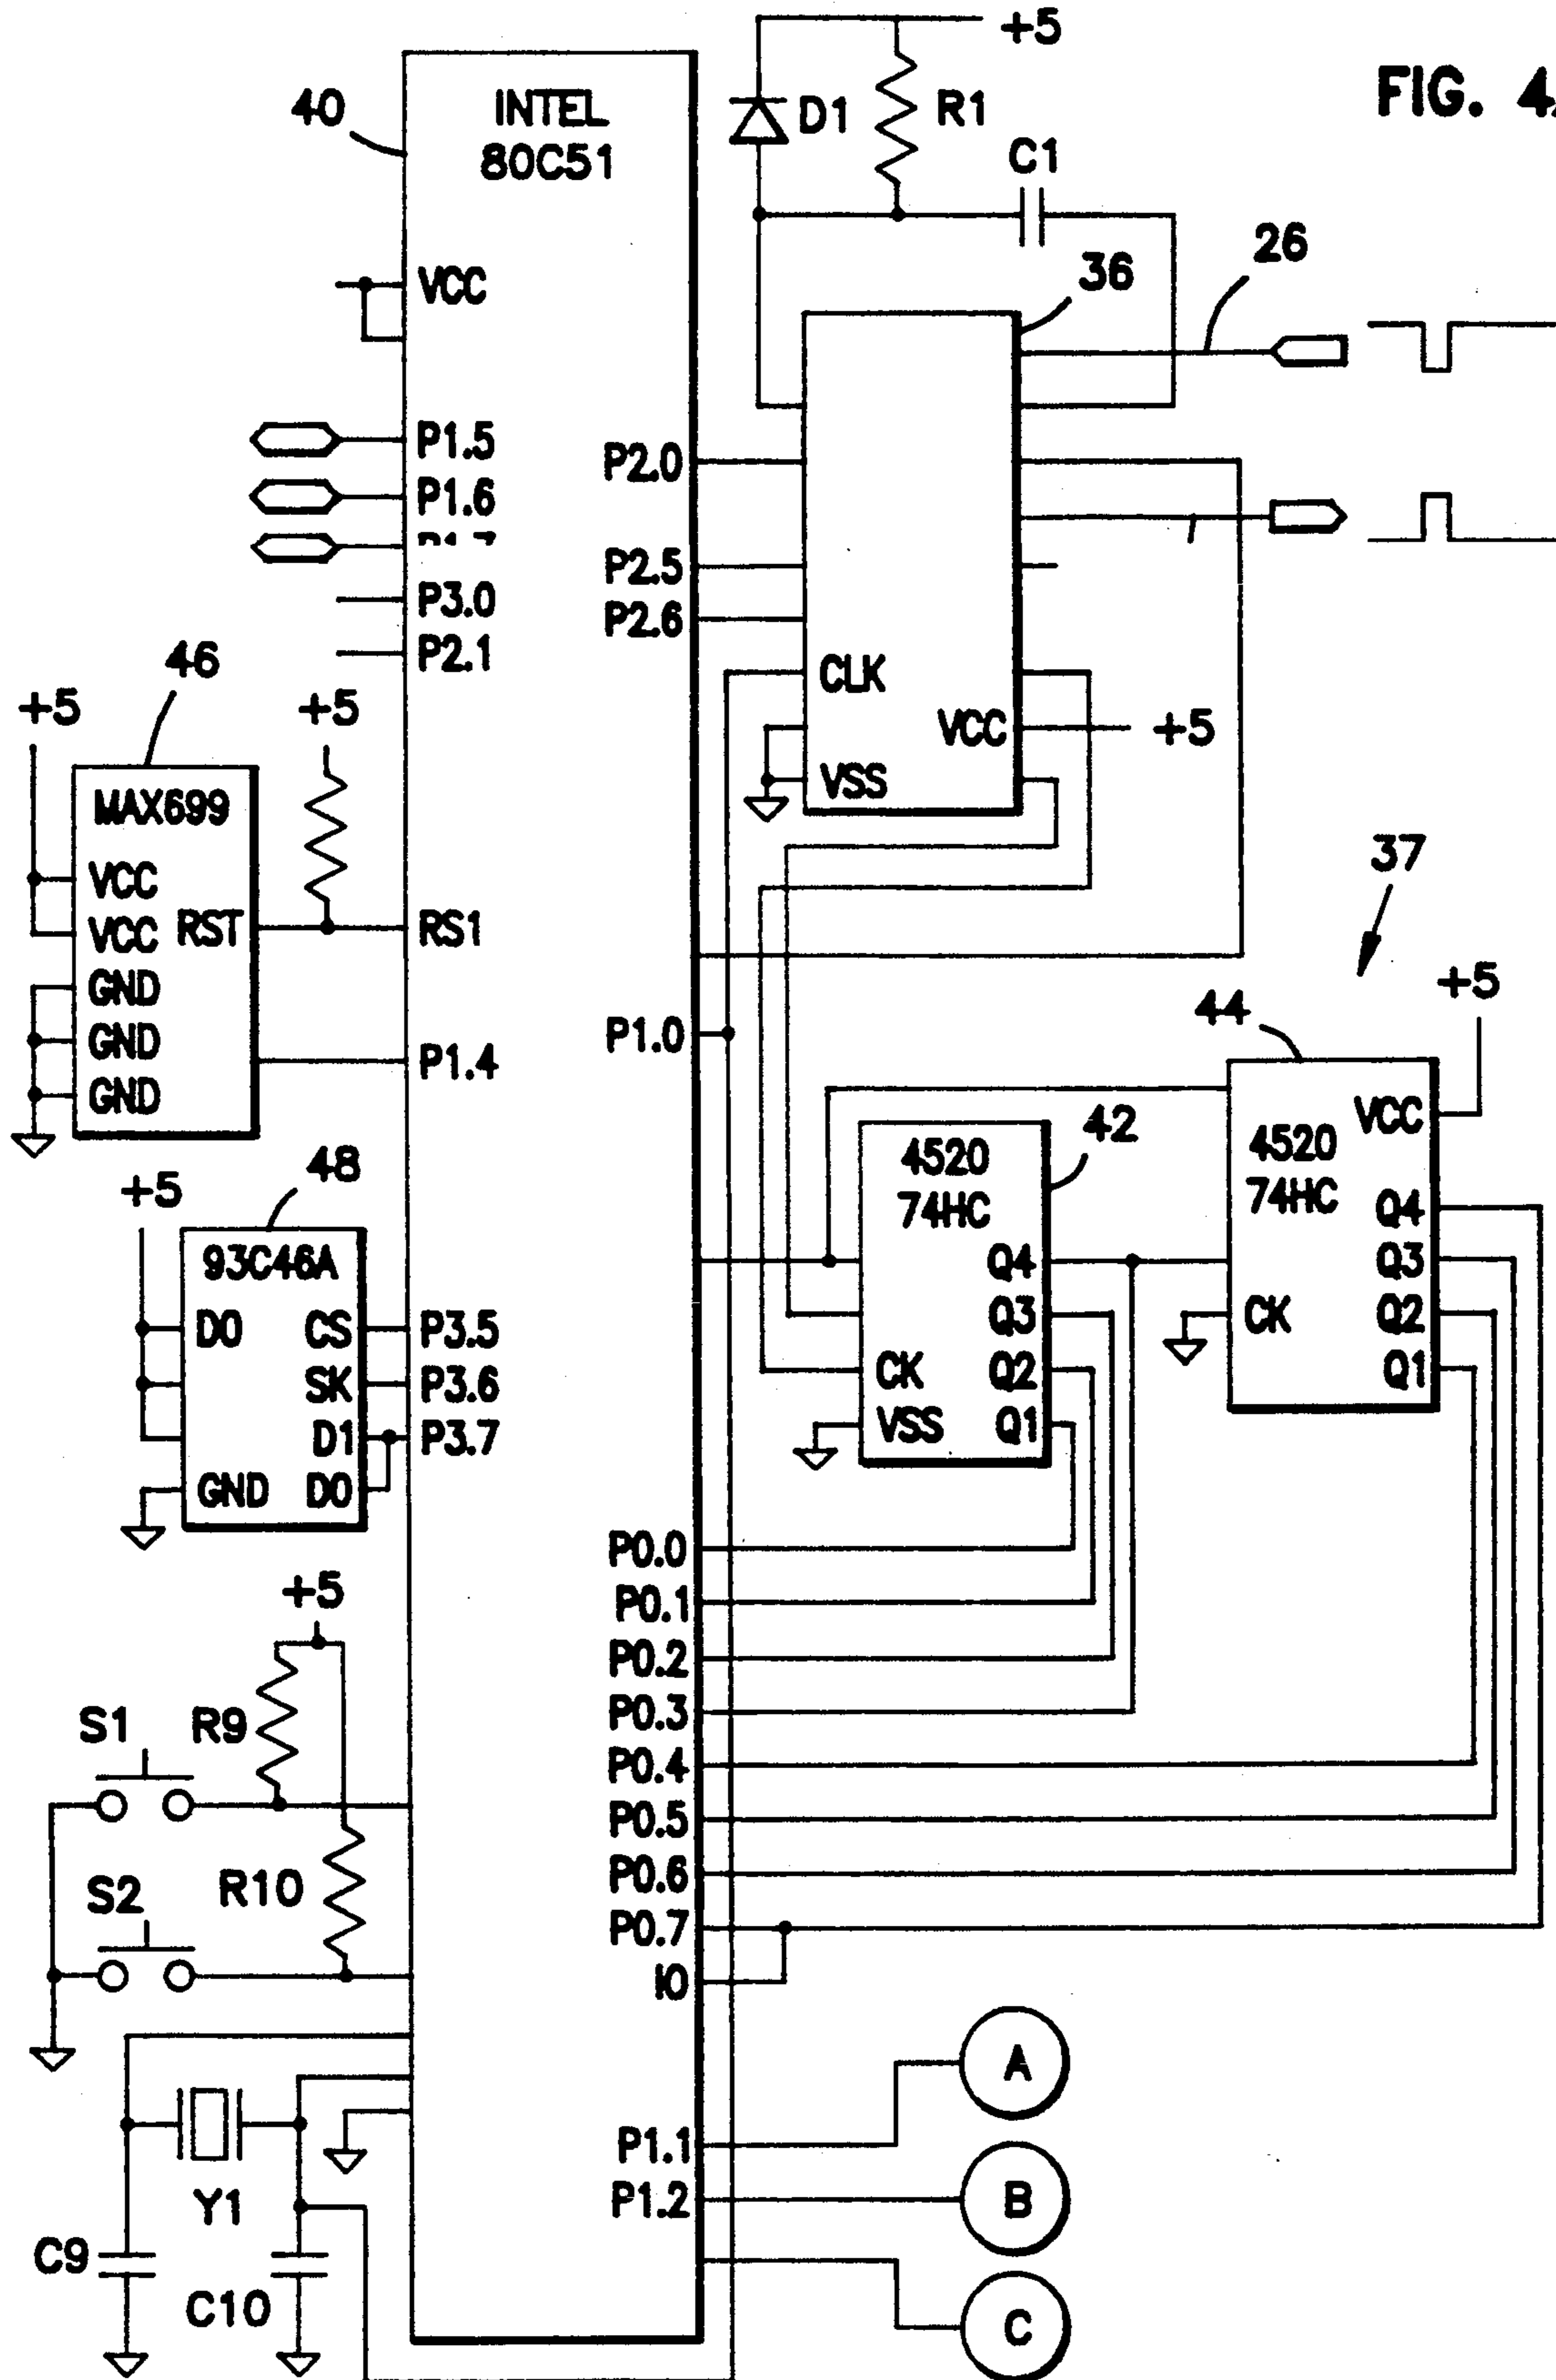 FIG. 4
+5
40
INTEL
80C51
D1
R1
C1
26
36
VCC
P1.5
P1.6
P3.0
P2.1
P2.0
P2.5
P2.6
CLK
VCC
+5
VSS
46
+5
+5
MAX699
VCC
VCC
RST
RS1
GND
GND
GND
P1.4
P1.0
37
+5
44
42
4520
74HC
Q4
Q3
CK
Q2
VSS
Q1
VCC
4520
74HC
Q4
Q3
CK
Q2
Q1
48
+5
93C46A
DO
CS
P3.5
SK
P3.6
D1
P3.7
GND
DO
+5
S1
R9
S2
R10
P0.0
P0.1
P0.2
P0.3
P0.4
P0.5
P0.6
P0.7
IO
A
P1.1
B
P1.2
C
Y1
C9
C10